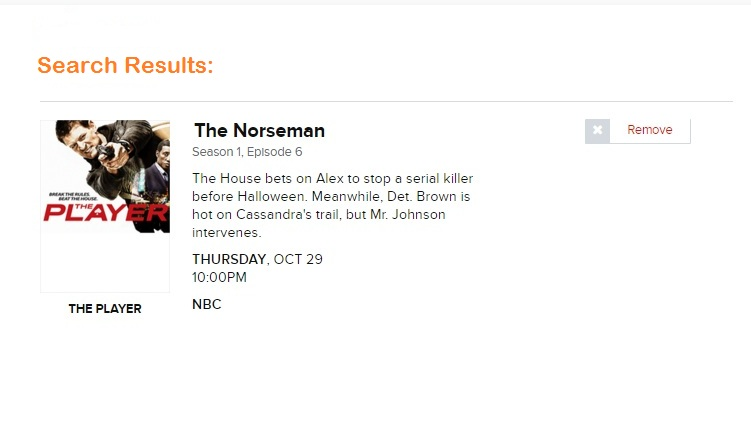 Search Results:
The Norseman
Remove
Season 1, Episode 6
The House bets on Alex to stop a serial killer
before Halloween. Meanwhile, Det. Brown is
hot on Cassandra's trail, but Mr. Johnson
intervenes.
BREAK THE RULES.
BEAT THE HOUSE.
THE
PLAYER
THURSDAY, OCT 29
10:00PM
NBC
THE PLAYER